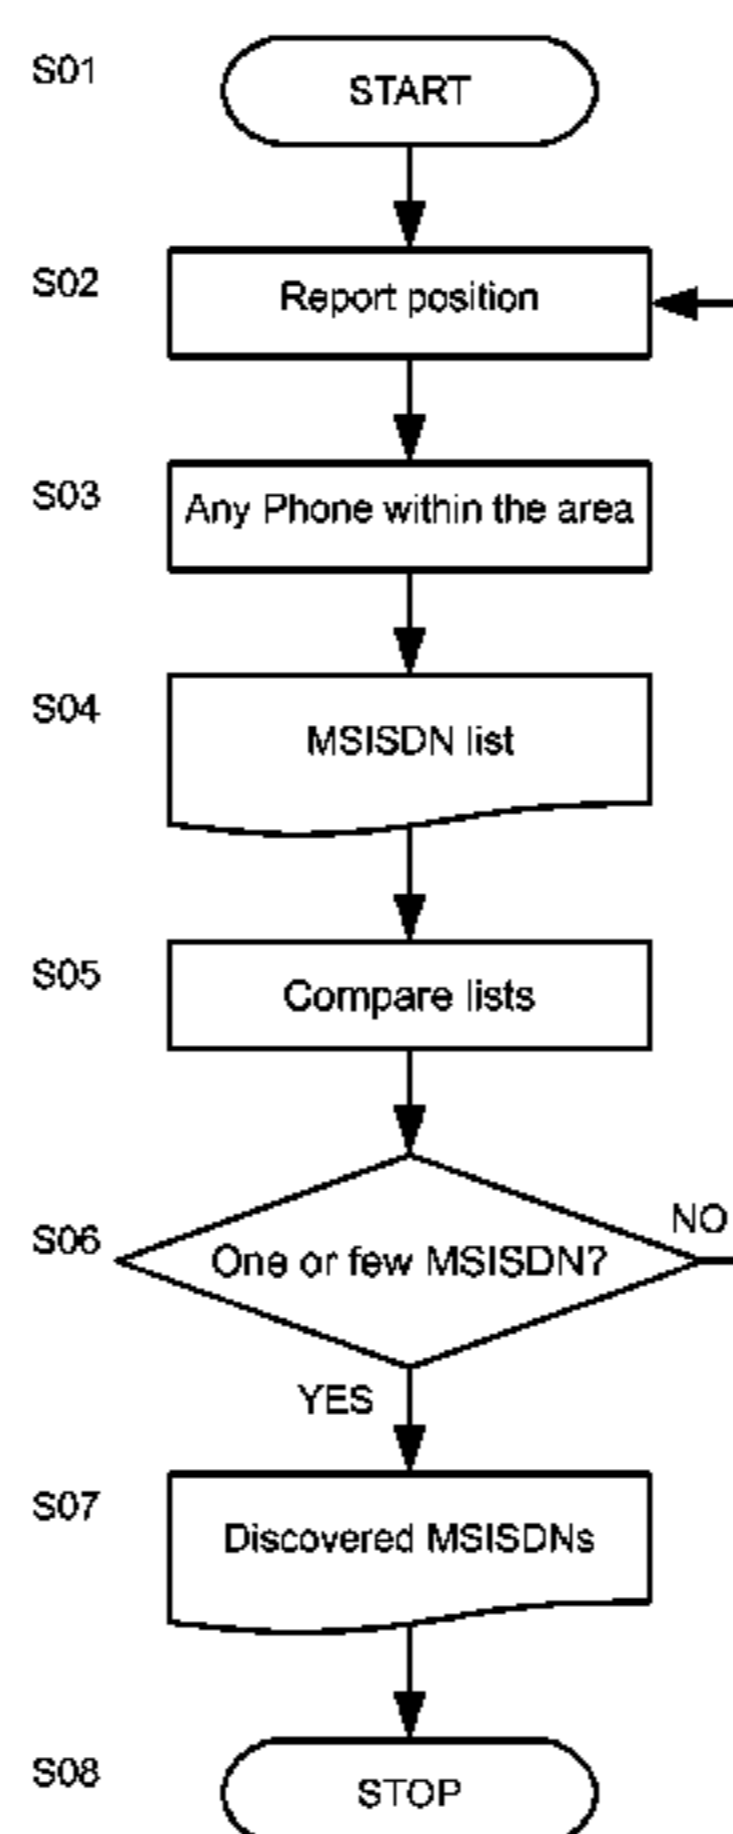 S01
START
S02
Report position
S03
Any Phone within the area
S04
MSISDN list
S05
Compare lists
S06
One or few MSISDN?
NO
YES
S07
Discovered MSISDNs
S08
STOP